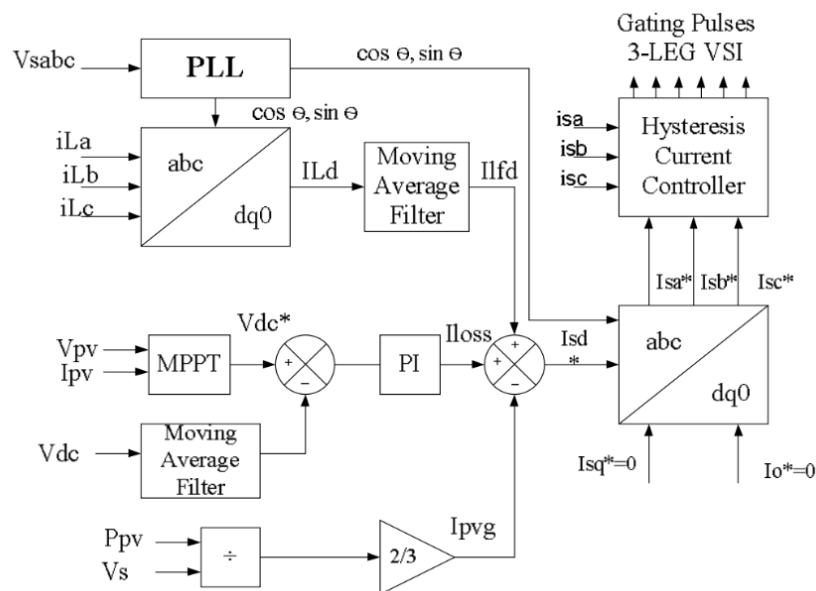 Gating Pulses
3-LEG VSI
Vsabc
PLL
cos Ө, sin Ө
cos Ө, sin Ө
iLa
iLb
iLc
abc
dq0
ILd
Moving
Average
Filter
Ilfd
isa
isb
isc
Hysteresis
Current
Controller
Isa*
Isb*
Isc*
Vpv
Ipv
MPPT
Vdc*
+
−
PI
Iloss
+
+
−
Isd
*
abc
dq0
Vdc
Moving
Average
Filter
Isq*=0
Io*=0
Ppv
Vs
÷
2/3
Ipvg